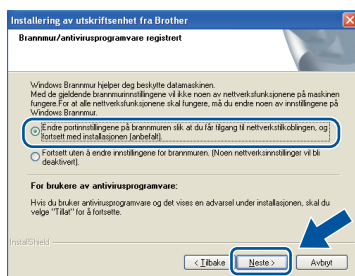 Installering av utskriftsenhet fra Brother
Brannmur/antivirusprogramvare registrert
Windows Brannmur hjelper deg beskytte datamaskinen.
Med de gjeldende brannmurinnstillingene vil ikke noen av nettverksfunksjonene på maskinen
fungere.For at alle nettverksfunksjonene skal fungere, må du endre noen av innstillingene på
Windows Brannmur.
Endre portinnstillingene på brannmuren slik at du får tilgang til nettverkstilkoblingen, og
fortsett med installasjonen (anbefalt).
Fortsett uten å endre innstillingene for brannmuren. (Noen nettverksinnstillinger vil bli
deaktivert).
For brukere av antivirusprogramvare:
Hvis du bruker antivirusprogramvare og det vises en advarsel under installasjonen, skal du
velge "Tillat" for å fortsette.
InstallShield
< Tilbake
Neste >
Avbryt